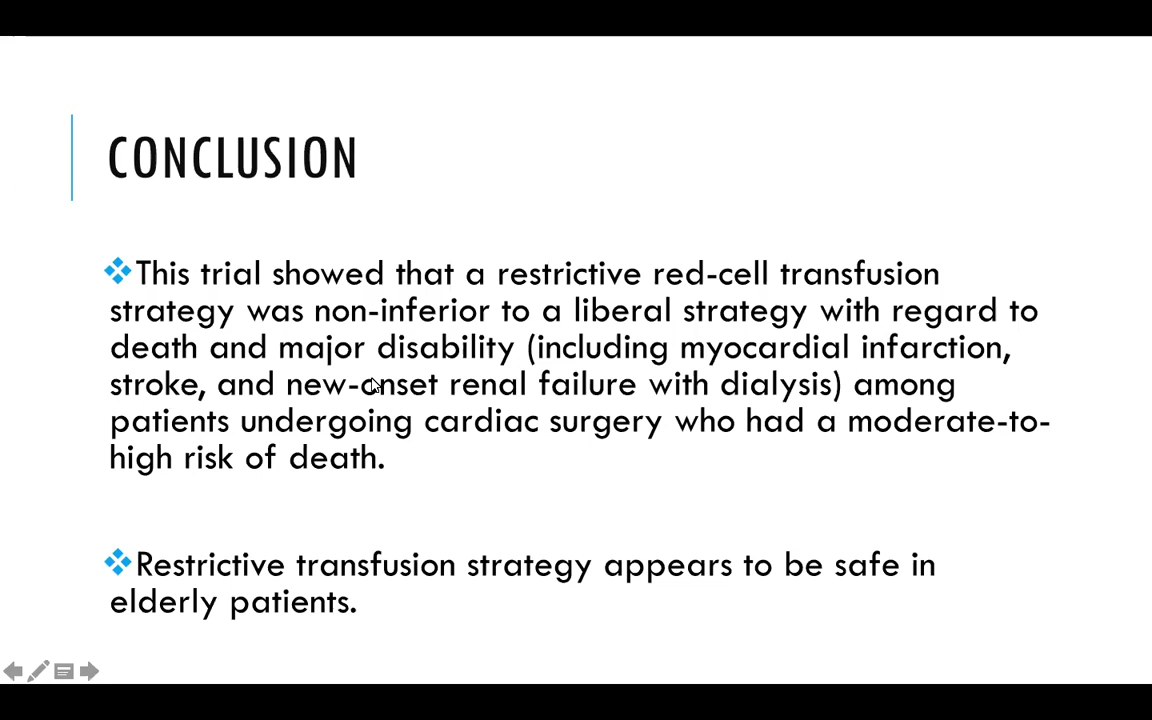 CONCLUSION
This trial showed that a restrictive red-cell transfusion
strategy was non-inferior to a liberal strategy with regard to
death and major disability (including myocardial infarction,
stroke, and new-onset renal failure with dialysis) among
patients undergoing cardiac surgery who had a moderate-to-
high risk of death.
Restrictive transfusion strategy appears to be safe in
elderly patients.